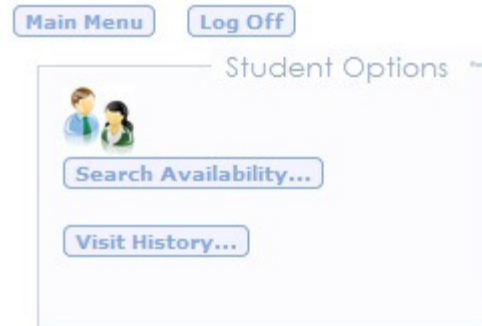 Main Menu Log Off
Student Options
Search Availability...
Visit History...